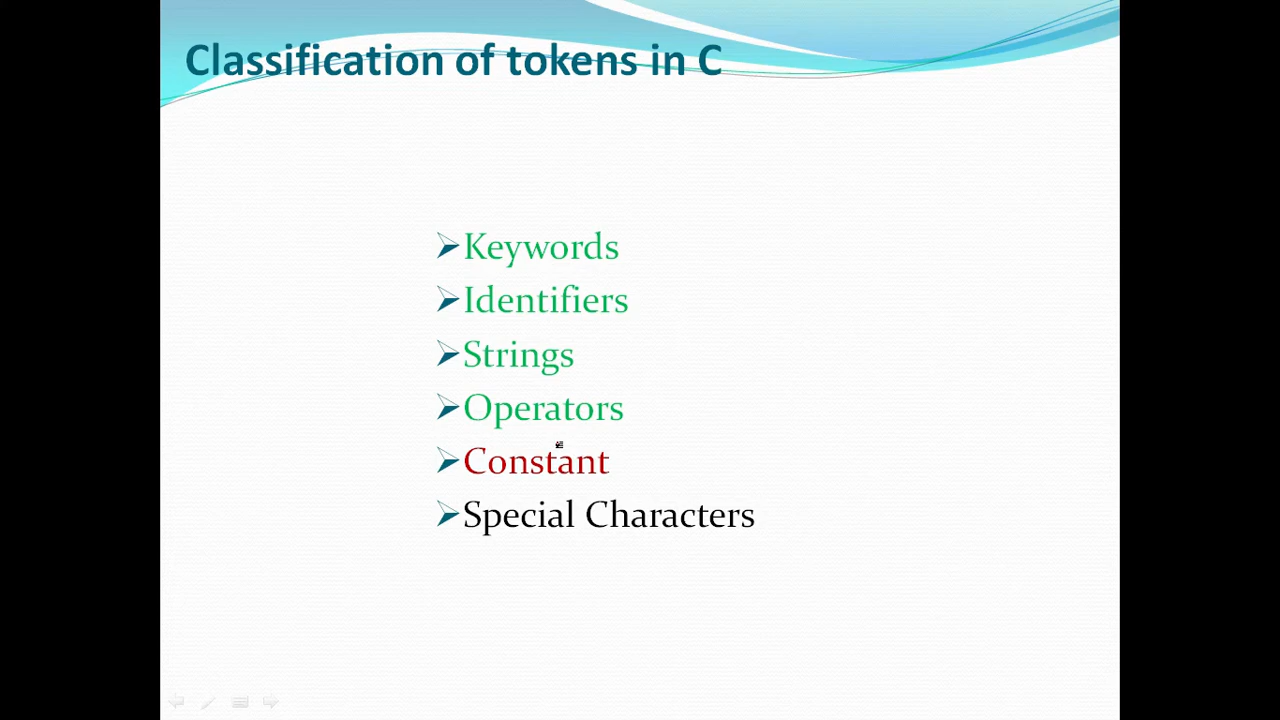 Classification of tokens in C
Keywords
Identifiers
Strings
Operators
Constant
Special Characters